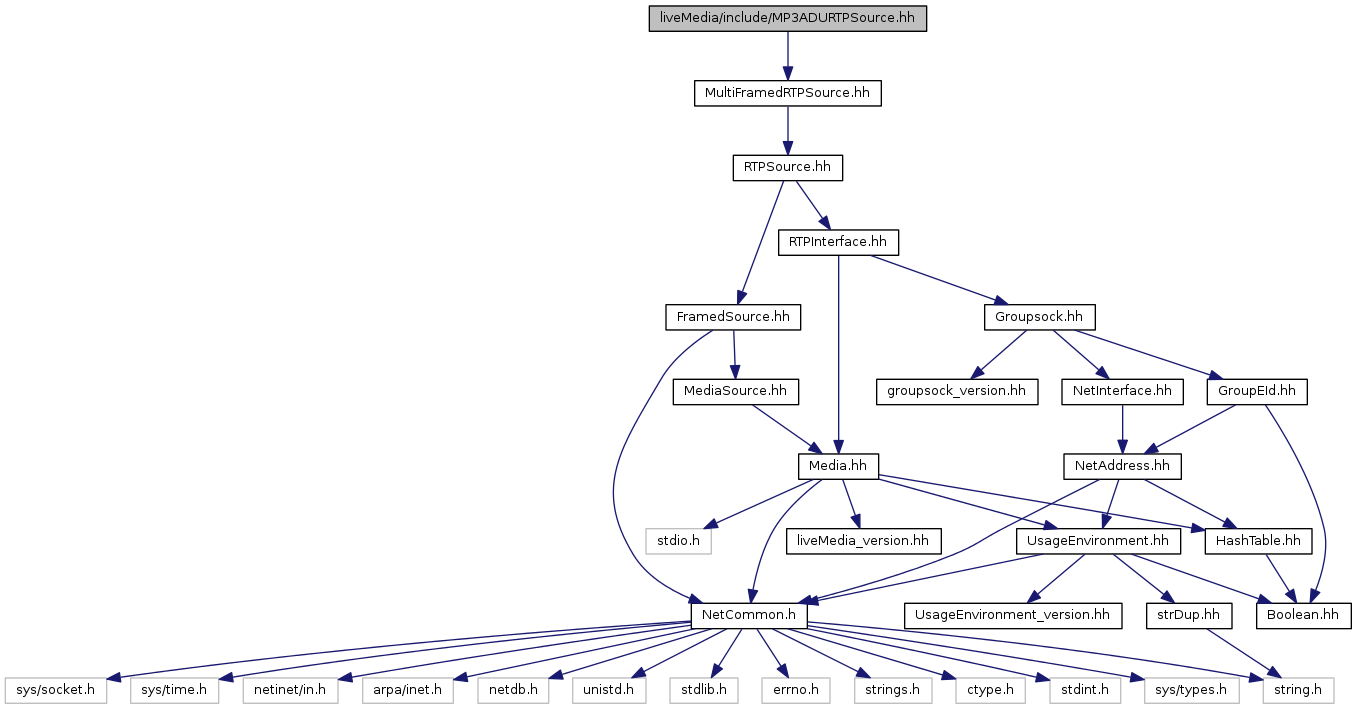 liveMedia/include/MP3ADURTPSource.hh
MultiFramedRTPSource.hh
RTPSource.hh
RTPInterface.hh
FramedSource.hh
Groupsock.hh
MediaSource.hh
groupsock_version.hh
NetInterface.hh
GroupEId.hh
Media.hh
NetAddress.hh
stdio.h
liveMedia_version.hh
UsageEnvironment.hh
HashTable.hh
NetCommon.h
UsageEnvironment_version.hh
strDup.hh
Boolean.hh
sys/socket.h
sys/time.h
netinet/in.h
arpa/inet.h
netdb.h
unistd.h
stdlib.h
errno.h
strings.h
ctype.h
stdint.h
sys/types.h
string.h